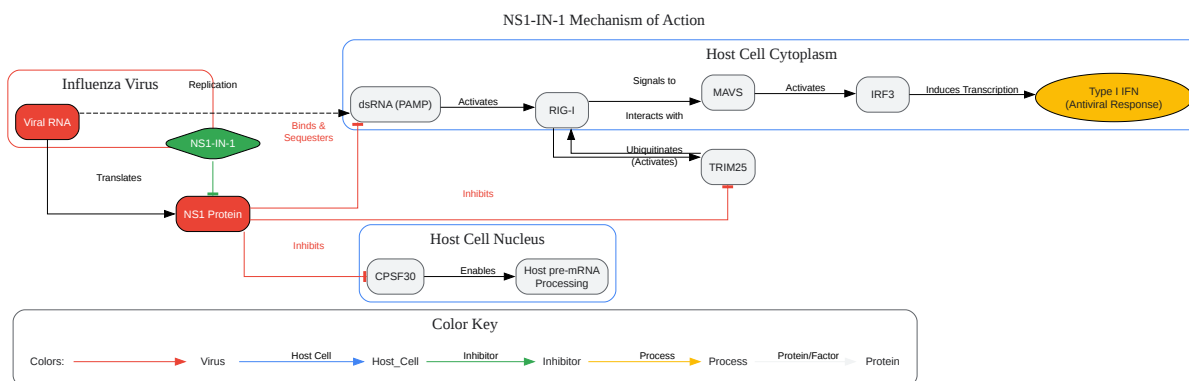 NS1-IN-1 Mechanism of Action
Host Cell Cytoplasm
Influenza Virus
Replication
Viral RNA
dsRNA (PAMP)
Activates
RIG-I
Signals to
Interacts with
MAVS
Activates
IRF3
Induces Transcription
Type I IFN
(Antiviral Response)
Binds &
Sequesters
NS1-IN-1
Ubiquitinates
(Activates)
TRIM25
Translates
Inhibits
NS1 Protein
Inhibits
Host Cell Nucleus
CPSF30
Enables
Host pre-mRNA
Processing
Color Key
Colors:
Virus
Host Cell
Host_Cell
Inhibitor
Inhibitor
Process
Process
Protein/Factor
Protein